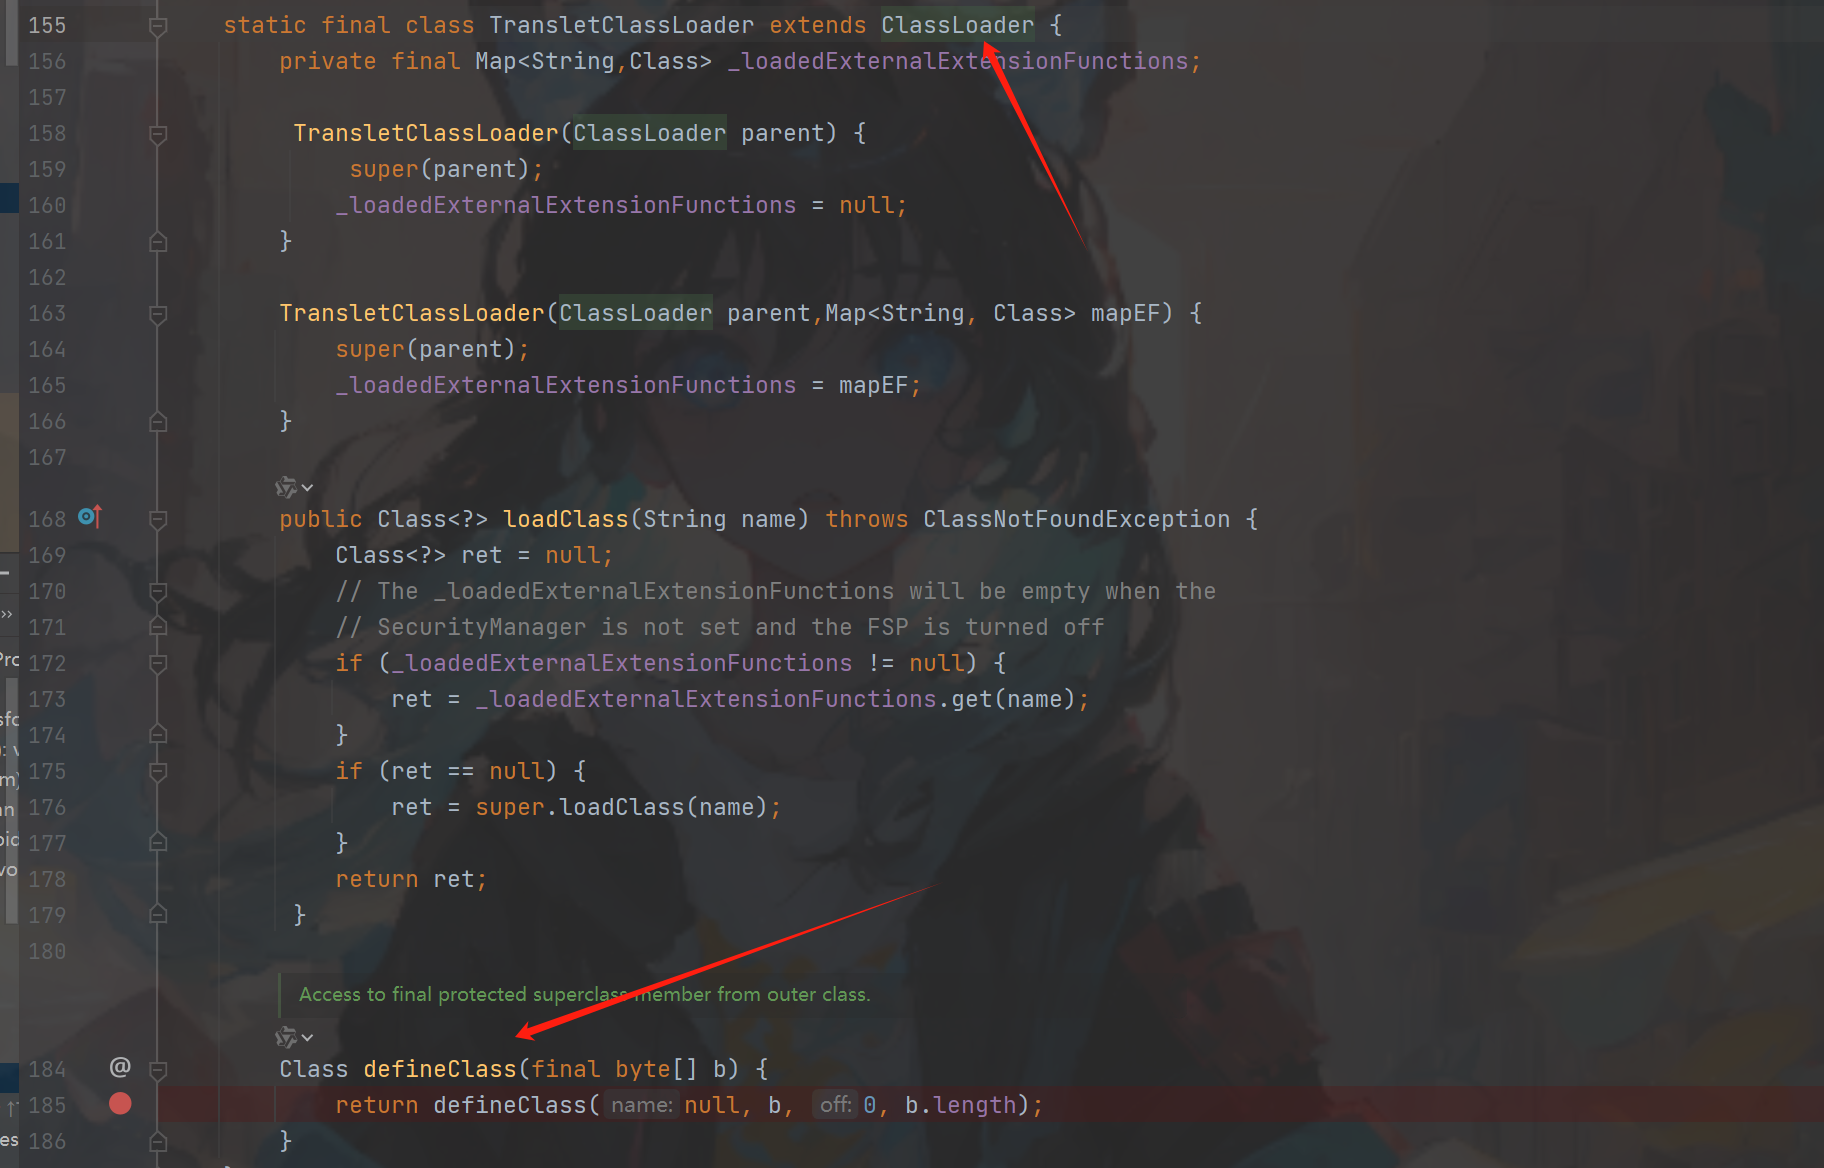 155 static final class TransletClassLoader extends ClassLoader {
156 private final Map<String,Class> _loadedExternalExtensionFunctions;
157
158 TransletClassLoader(ClassLoader parent) {
159 super(parent);
160 _loadedExternalExtensionFunctions = null;
161 }
162
163 TransletClassLoader(ClassLoader parent,Map<String, Class> mapEF) {
164 super(parent);
165 _loadedExternalExtensionFunctions = mapEF;
166 }
167
168 public Class<?> loadClass(String name) throws ClassNotFoundException {
169 Class<?> ret = null;
170 // The _loadedExternalExtensionFunctions will be empty when the
171 // SecurityManager is not set and the FSP is turned off
172 if (_loadedExternalExtensionFunctions != null) {
173 ret = _loadedExternalExtensionFunctions.get(name);
174 }
175 if (ret == null) {
176 ret = super.loadClass(name);
177 }
178 return ret;
179 }
180
Access to final protected superclass member from outer class.
184 @ Class defineClass(final byte[] b) {
185 return defineClass( name: null, b, off: 0, b.length);
186 }